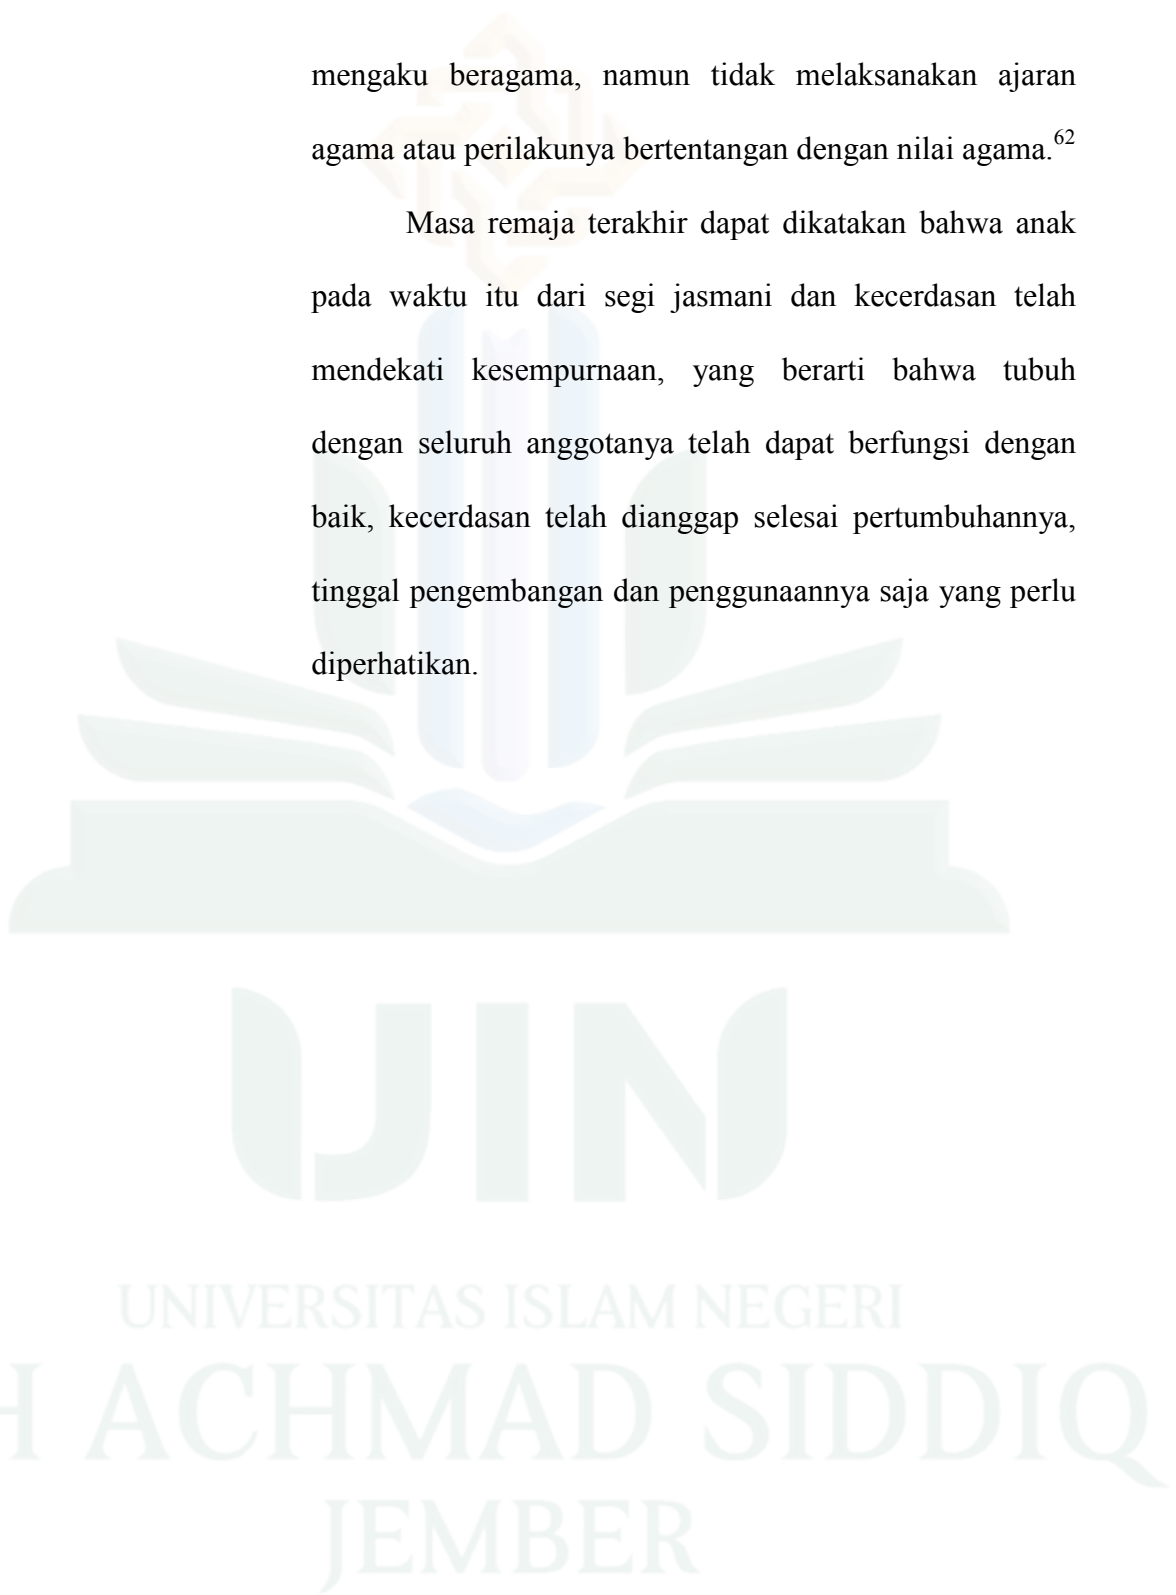 mengaku beragama, namun tidak melaksanakan ajaran
agama atau perilakunya bertentangan dengan nilai agama.62
Masa remaja terakhir dapat dikatakan bahwa anak
pada waktu itu dari segi jasmani dan kecerdasan telah
mendekati kesempurnaan, yang berarti bahwa tubuh
dengan seluruh anggotanya telah dapat berfungsi dengan
baik, kecerdasan telah dianggap selesai pertumbuhannya,
tinggal pengembangan dan penggunaannya saja yang perlu
diperhatikan.
UIN
UNIVERSITAS ISLAM NEGERI
H ACHMAD SIDDIQ
JEMBER